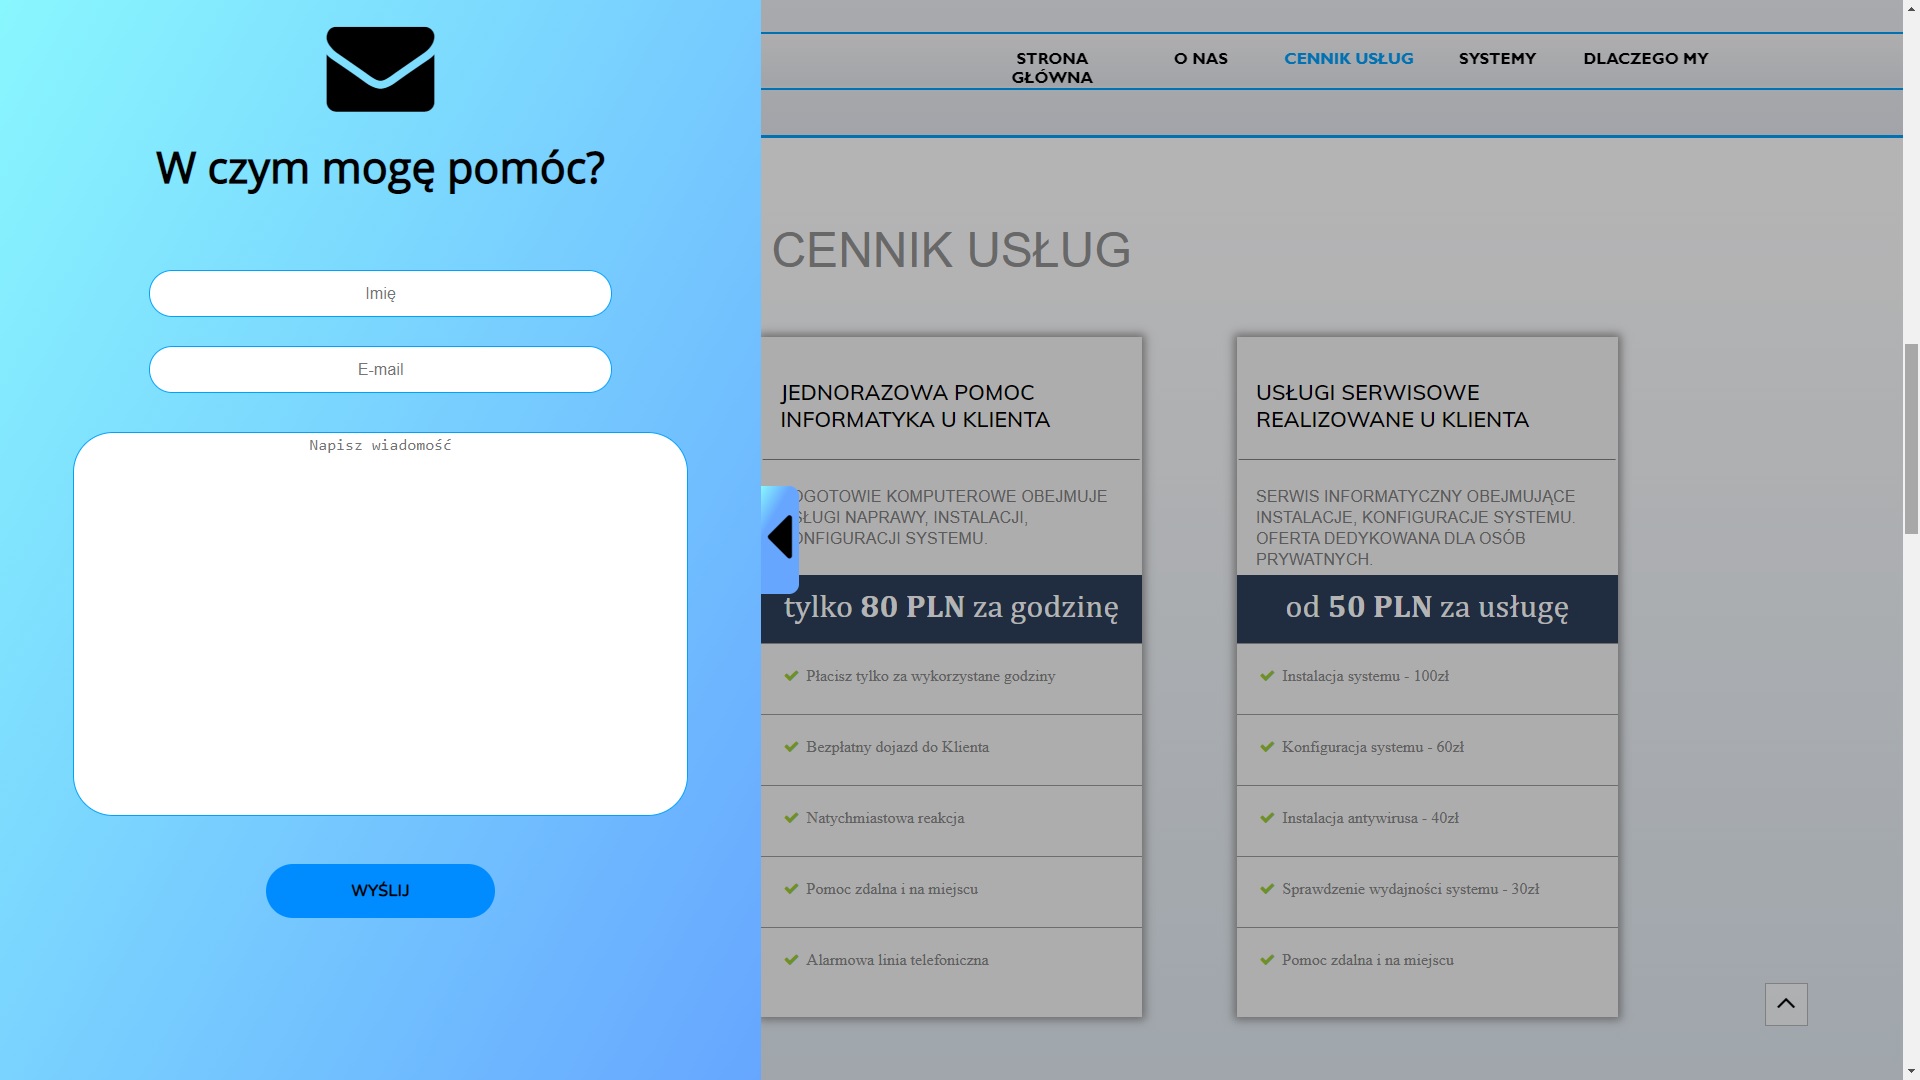 W czym mogę pomóc?
Imię
E-mail
Napisz wiadomość
WYŚLIJ
STRONA
GŁÓWNA
O NAS
CENNIK USŁUG
SYSTEMY
DLACZEGO MY
CENNIK USŁUG
JEDNORAZOWA POMOC
INFORMATYKA U KLIENTA
OGOTOWIE KOMPUTEROWE OBEJMUJE
SŁUGI NAPRAWY, INSTALACJI,
ONFIGURACJI SYSTEMU.
tylko 80 PLN za godzinę
Płacisz tylko za wykorzystane godziny
Bezpłatny dojazd do Klienta
Natychmiastowa reakcja
Pomoc zdalna i na miejscu
Alarmowa linia telefoniczna
USŁUGI SERWISOWE
REALIZOWANE U KLIENTA
SERWIS INFORMATYCZNY OBEJMUJĄCE
INSTALACJE, KONFIGURACJE SYSTEMU.
OFERTA DEDYKOWANA DLA OSÓB
PRYWATNYCH.
od 50 PLN za usługę
Instalacja systemu - 100zł
Konfiguracja systemu - 60zł
Instalacja antywirusa - 40zł
Sprawdzenie wydajności systemu - 30zł
Pomoc zdalna i na miejscu